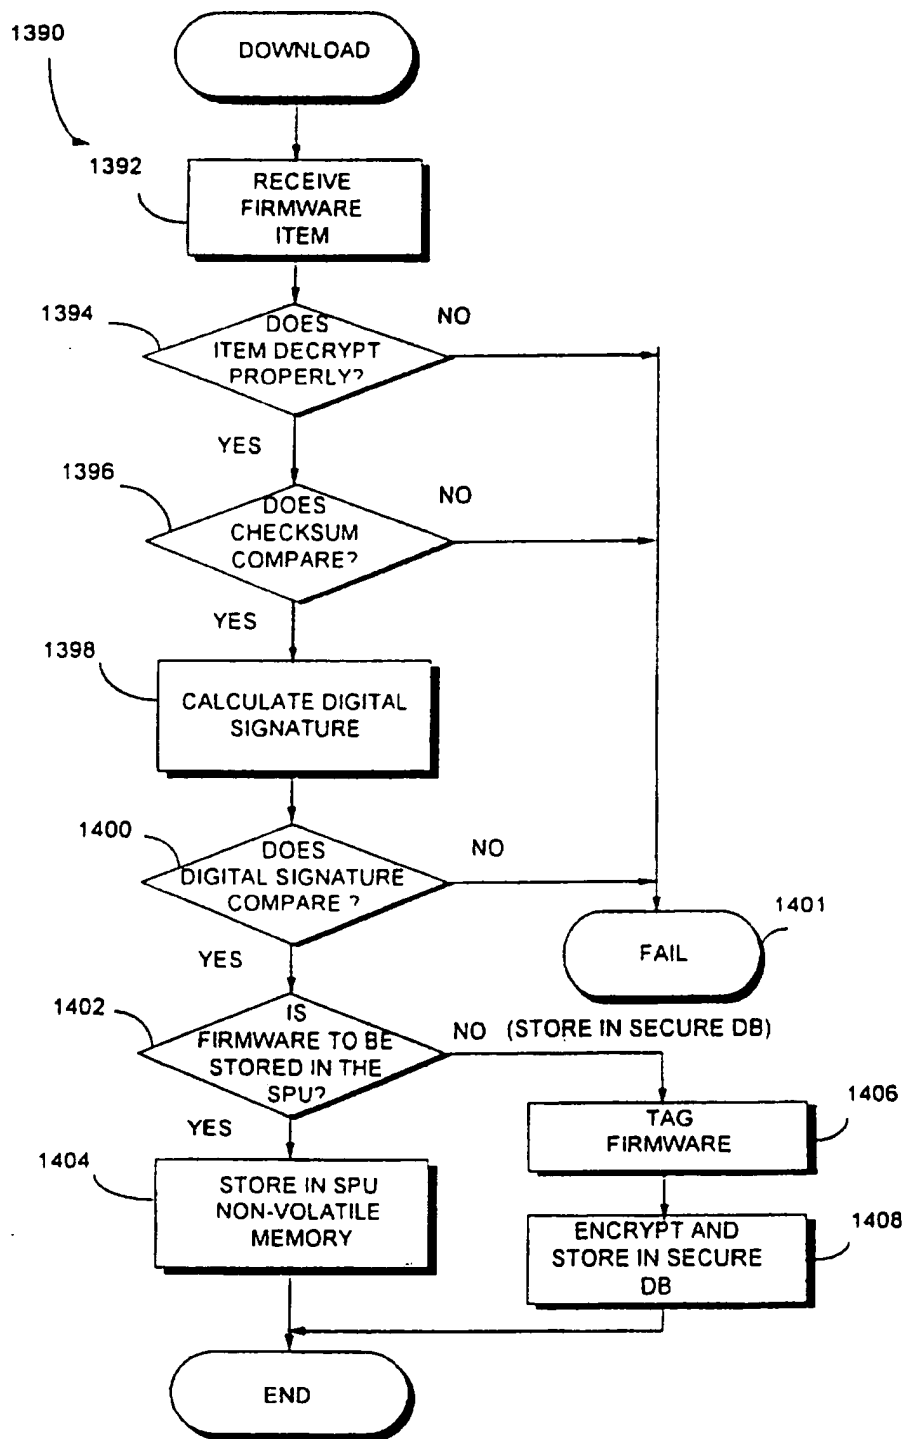 1390
DOWNLOAD
1392
RECEIVE
FIRMWARE
ITEM
1394
DOES
ITEM DECRYPT
PROPERLY?
NO
YES
1396
DOES
CHECKSUM
COMPARE?
NO
YES
1398
CALCULATE DIGITAL
SIGNATURE
1400
DOES
DIGITAL SIGNATURE
COMPARE ?
NO
YES
1401
FAIL
1402
IS
FIRMWARE TO BE
STORED IN THE
SPU?
NO (STORE IN SECURE DB)
YES
1404
STORE IN SPU
NON-VOLATILE
MEMORY
1406
TAG
FIRMWARE
1408
ENCRYPT AND
STORE IN SECURE
DB
END